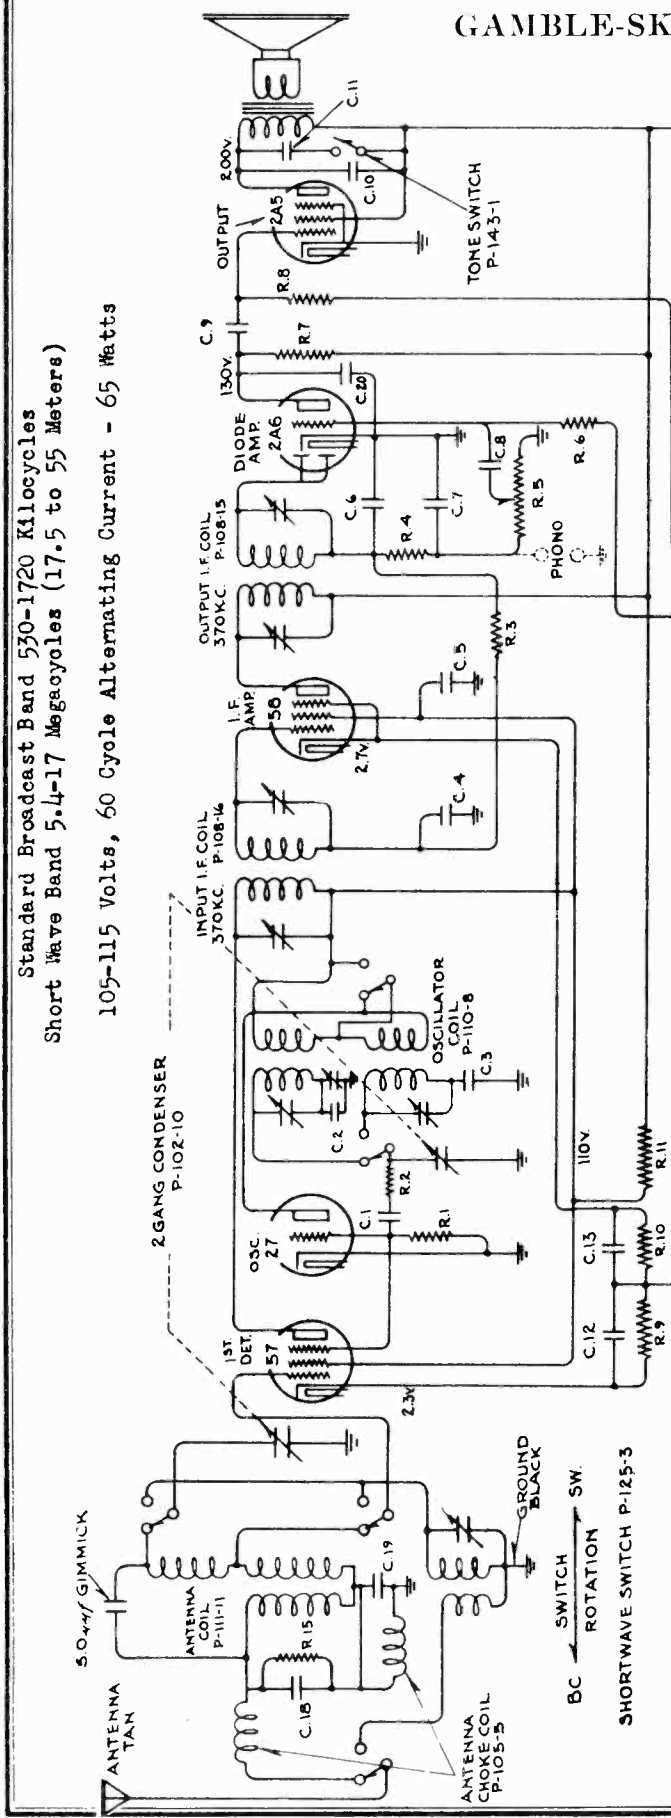 GAMBLE-SK
Standard Broadcast Band 530-1720 Kilocycles
Short Wave Band 5.4-17 Megacycles (17.5 to 55 Meters)
105-115 Volts, 60 Cycle Alternating Current - 65 Watts
ANTENNA
TAN
5.0 GIMMICK
ANTENNA
COIL
P-111-11
R.15
C.18
C.19
ANTENNA
CHOKE COIL
P-105-5
GROUND
BLACK
BC
SW.
SWITCH
ROTATION
SHORTWAVE SWITCH P-125-3
2 GANG CONDENSER
P-102-10
1ST.
DET.
57
2.3V.
OSC.
27
C.1
R.1
R.2
C.2
C.3
OSCILLATOR
COIL
P-110-8
C.12
C.13
R.9
R.10
R.11
110V.
INPUT I.F. COIL
370KC. P-108-16
C.4
I.F.
AMP.
58
2.7V.
C.5
R.3
OUTPUT I.F. COIL
370K.C. P-108-15
DIODE
AMP.
2A6
130V.
C.6
C.7
R.4
C.8
R.5
R.6
PHONO
C.20
R.7
C.9
R.8
OUTPUT
2A5
200V.
C.10
C.11
TONE SWITCH
P-143-1